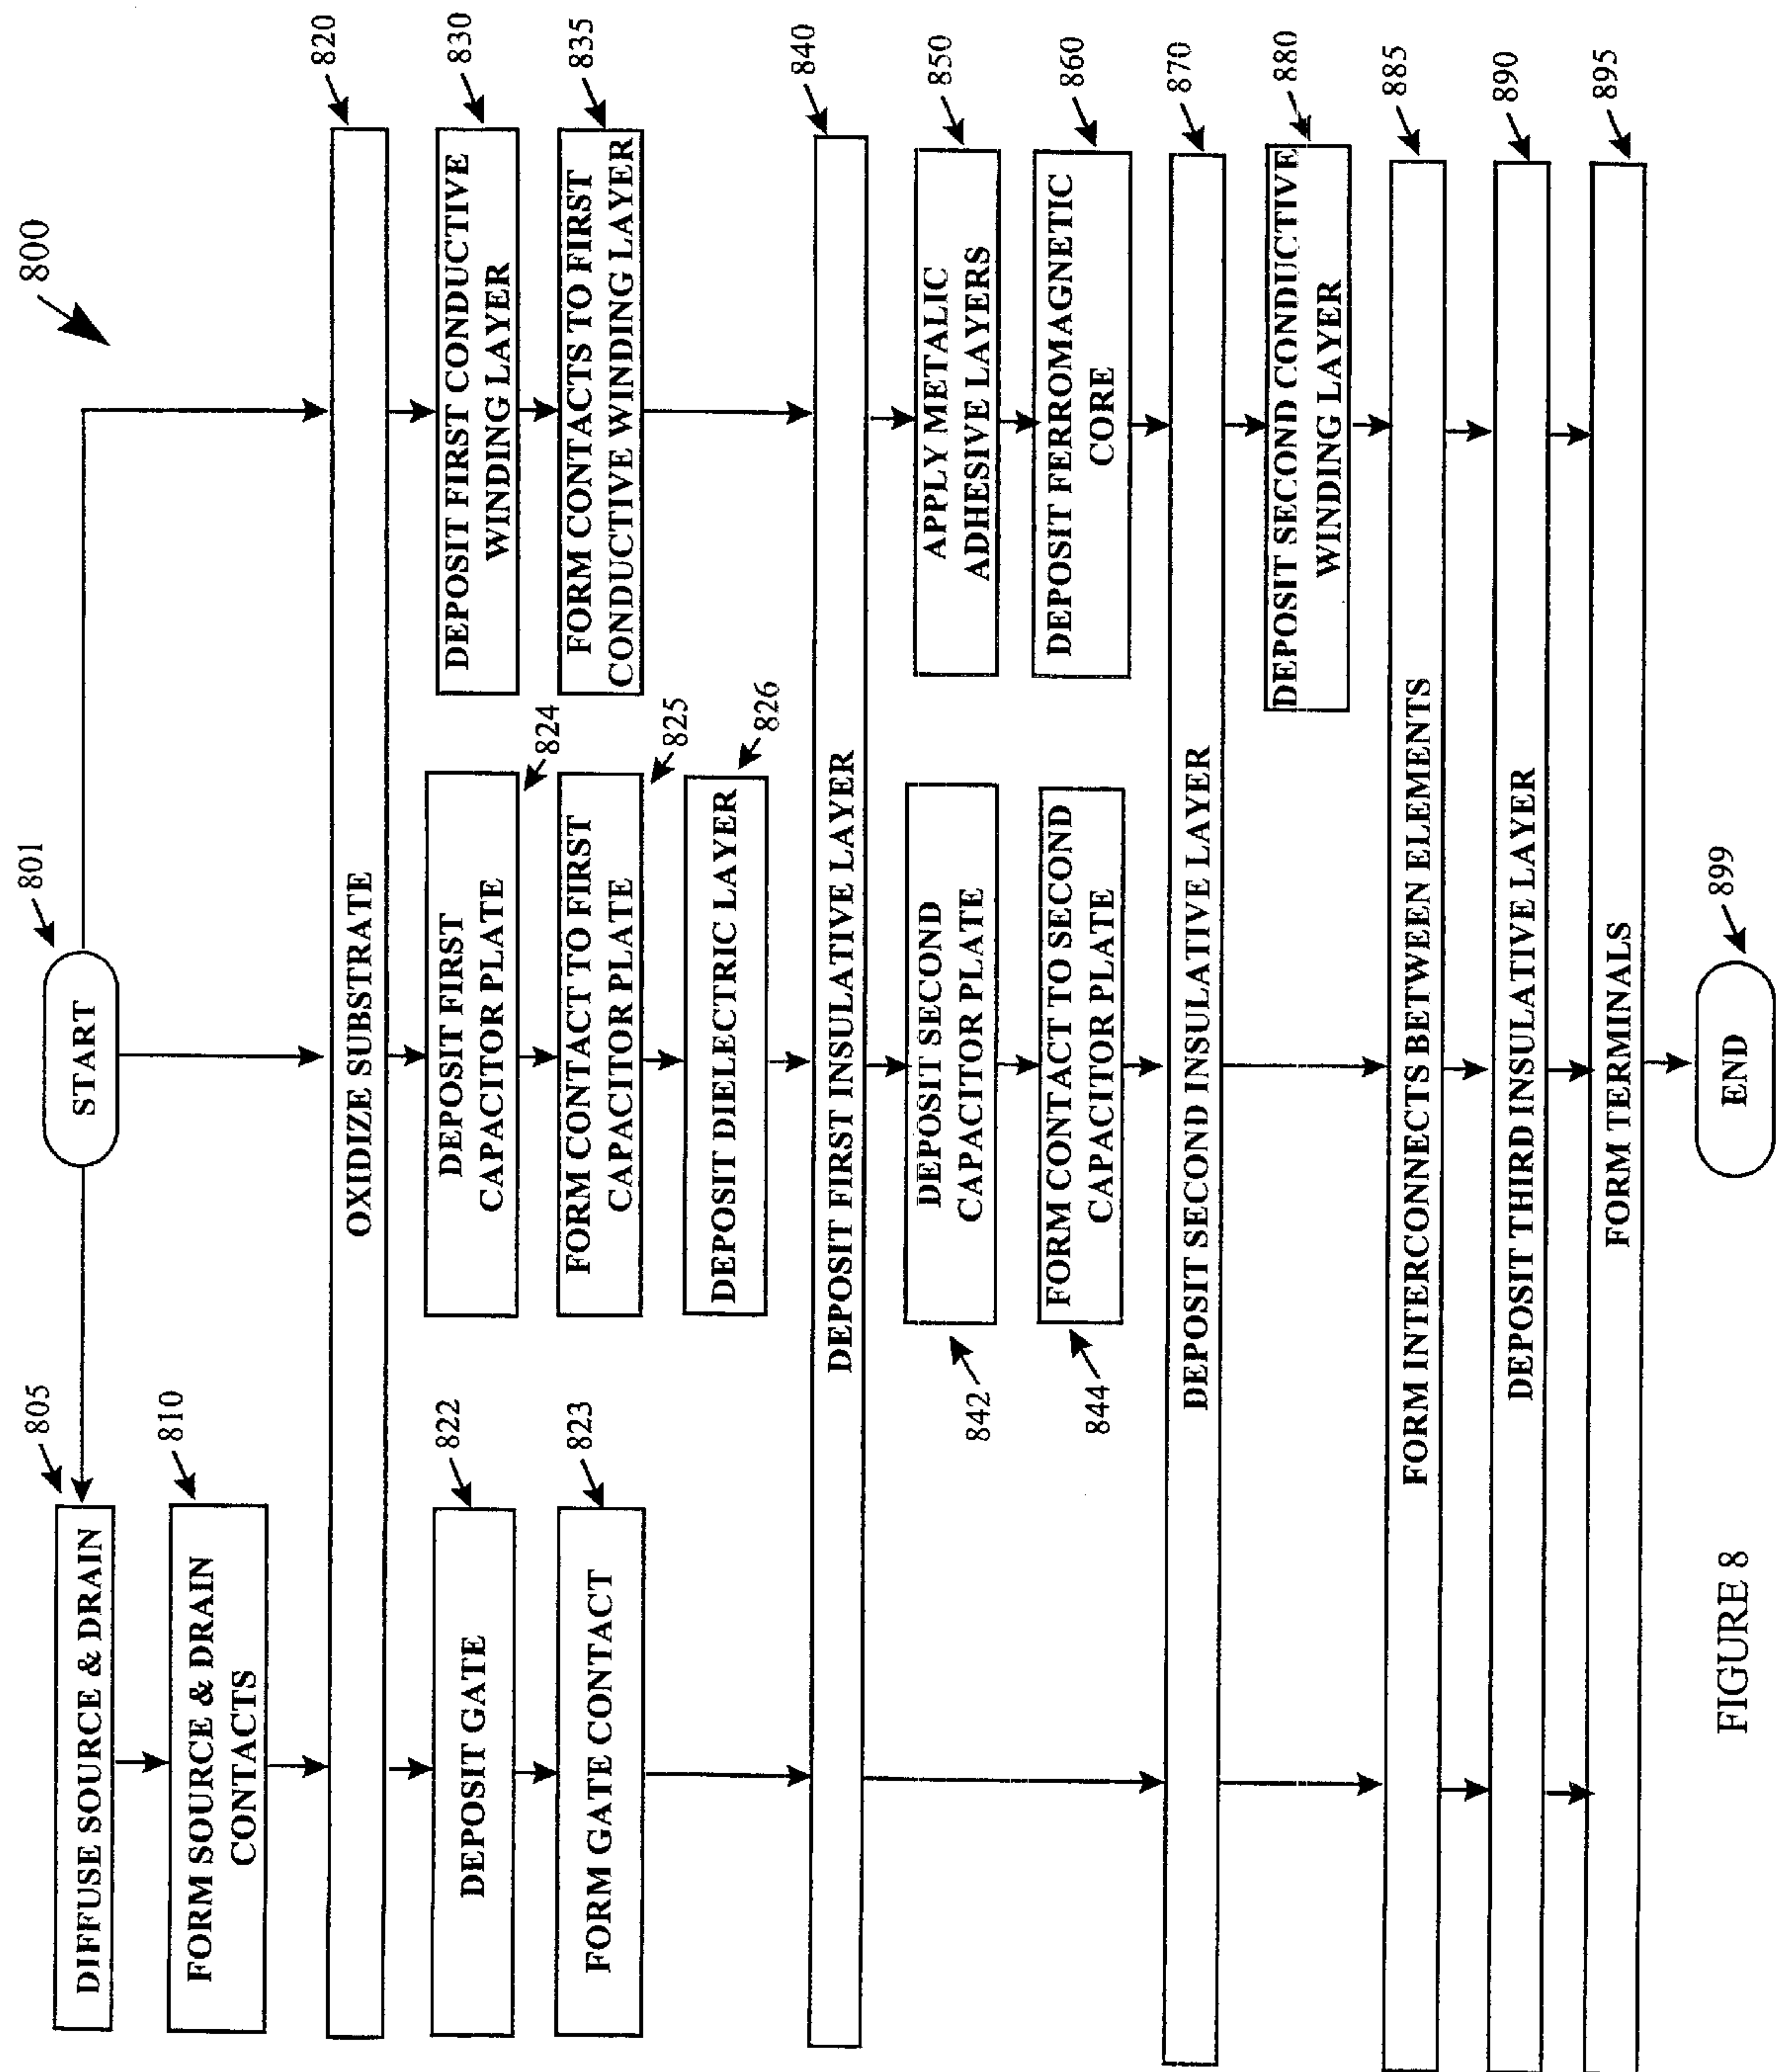 800
START
801
DIFFUSE SOURCE & DRAIN
805
FORM SOURCE & DRAIN
CONTACTS
810
OXIDIZE SUBSTRATE
820
DEPOSIT GATE
822
DEPOSIT FIRST
CAPACITOR PLATE
824
DEPOSIT FIRST CONDUCTIVE
WINDING LAYER
830
FORM GATE CONTACT
823
FORM CONTACT TO FIRST
CAPACITOR PLATE
825
FORM CONTACTS TO FIRST
CONDUCTIVE WINDING LAYER
835
DEPOSIT DIELECTRIC LAYER
826
DEPOSIT FIRST INSULATIVE LAYER
840
842
DEPOSIT SECOND
CAPACITOR PLATE
APPLY METALIC
ADHESIVE LAYERS
850
844
FORM CONTACT TO SECOND
CAPACITOR PLATE
DEPOSIT FERROMAGNETIC
CORE
860
DEPOSIT SECOND INSULATIVE LAYER
870
DEPOSIT SECOND CONDUCTIVE
WINDING LAYER
880
FORM INTERCONNECTS BETWEEN ELEMENTS
885
DEPOSIT THIRD INSULATIVE LAYER
890
FORM TERMINALS
895
END
899
FIGURE 8